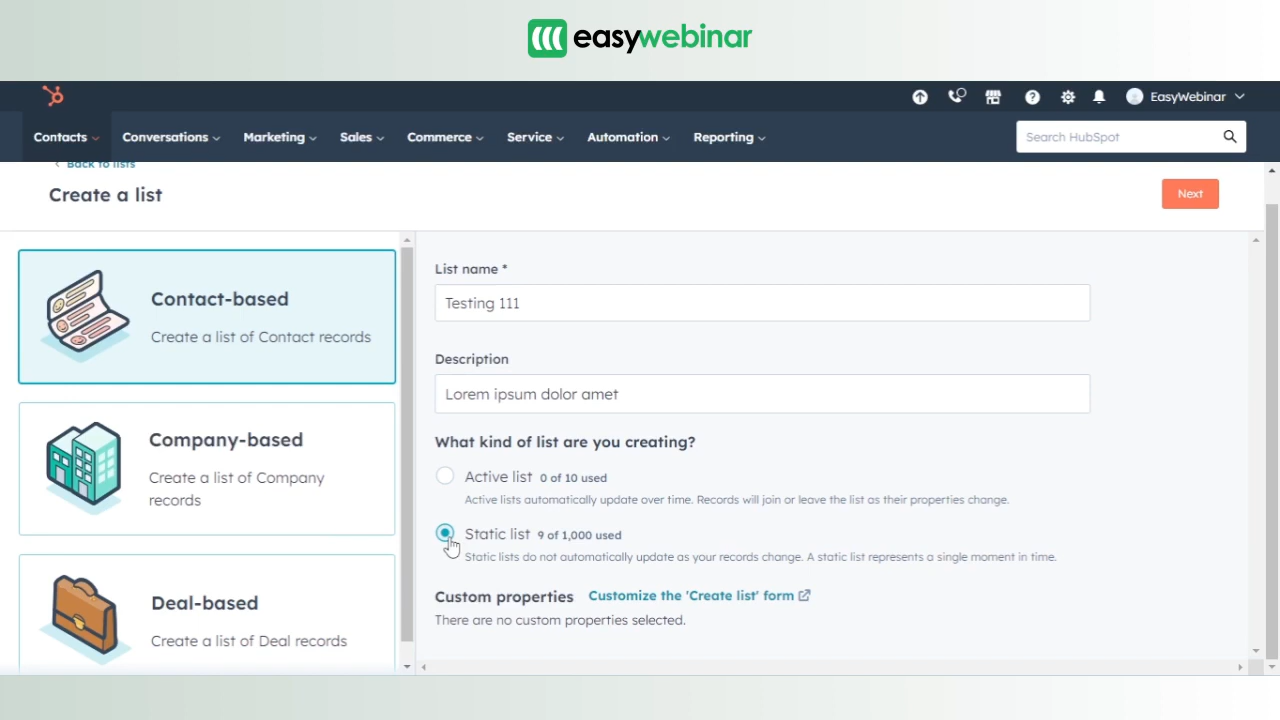 easywebinar
EasyWebinar
Contacts Conversations Marketing Sales Commerce Service Automation Reporting Search HubSpot
Back to lists
Create a list
Next
Contact-based
Create a list of Contact records
Company-based
Create a list of Company
records
Deal-based
Create a list of Deal records
List name *
Testing 111
Description
Lorem ipsum dolor amet
What kind of list are you creating?
Active list 0 of 10 used
Active lists automatically update over time. Records will join or leave the list as their properties change.
Static list 9 of 1,000 used
Static lists do not automatically update as your records change. A static list represents a single moment in time.
Custom properties Customize the 'Create list' form
There are no custom properties selected.